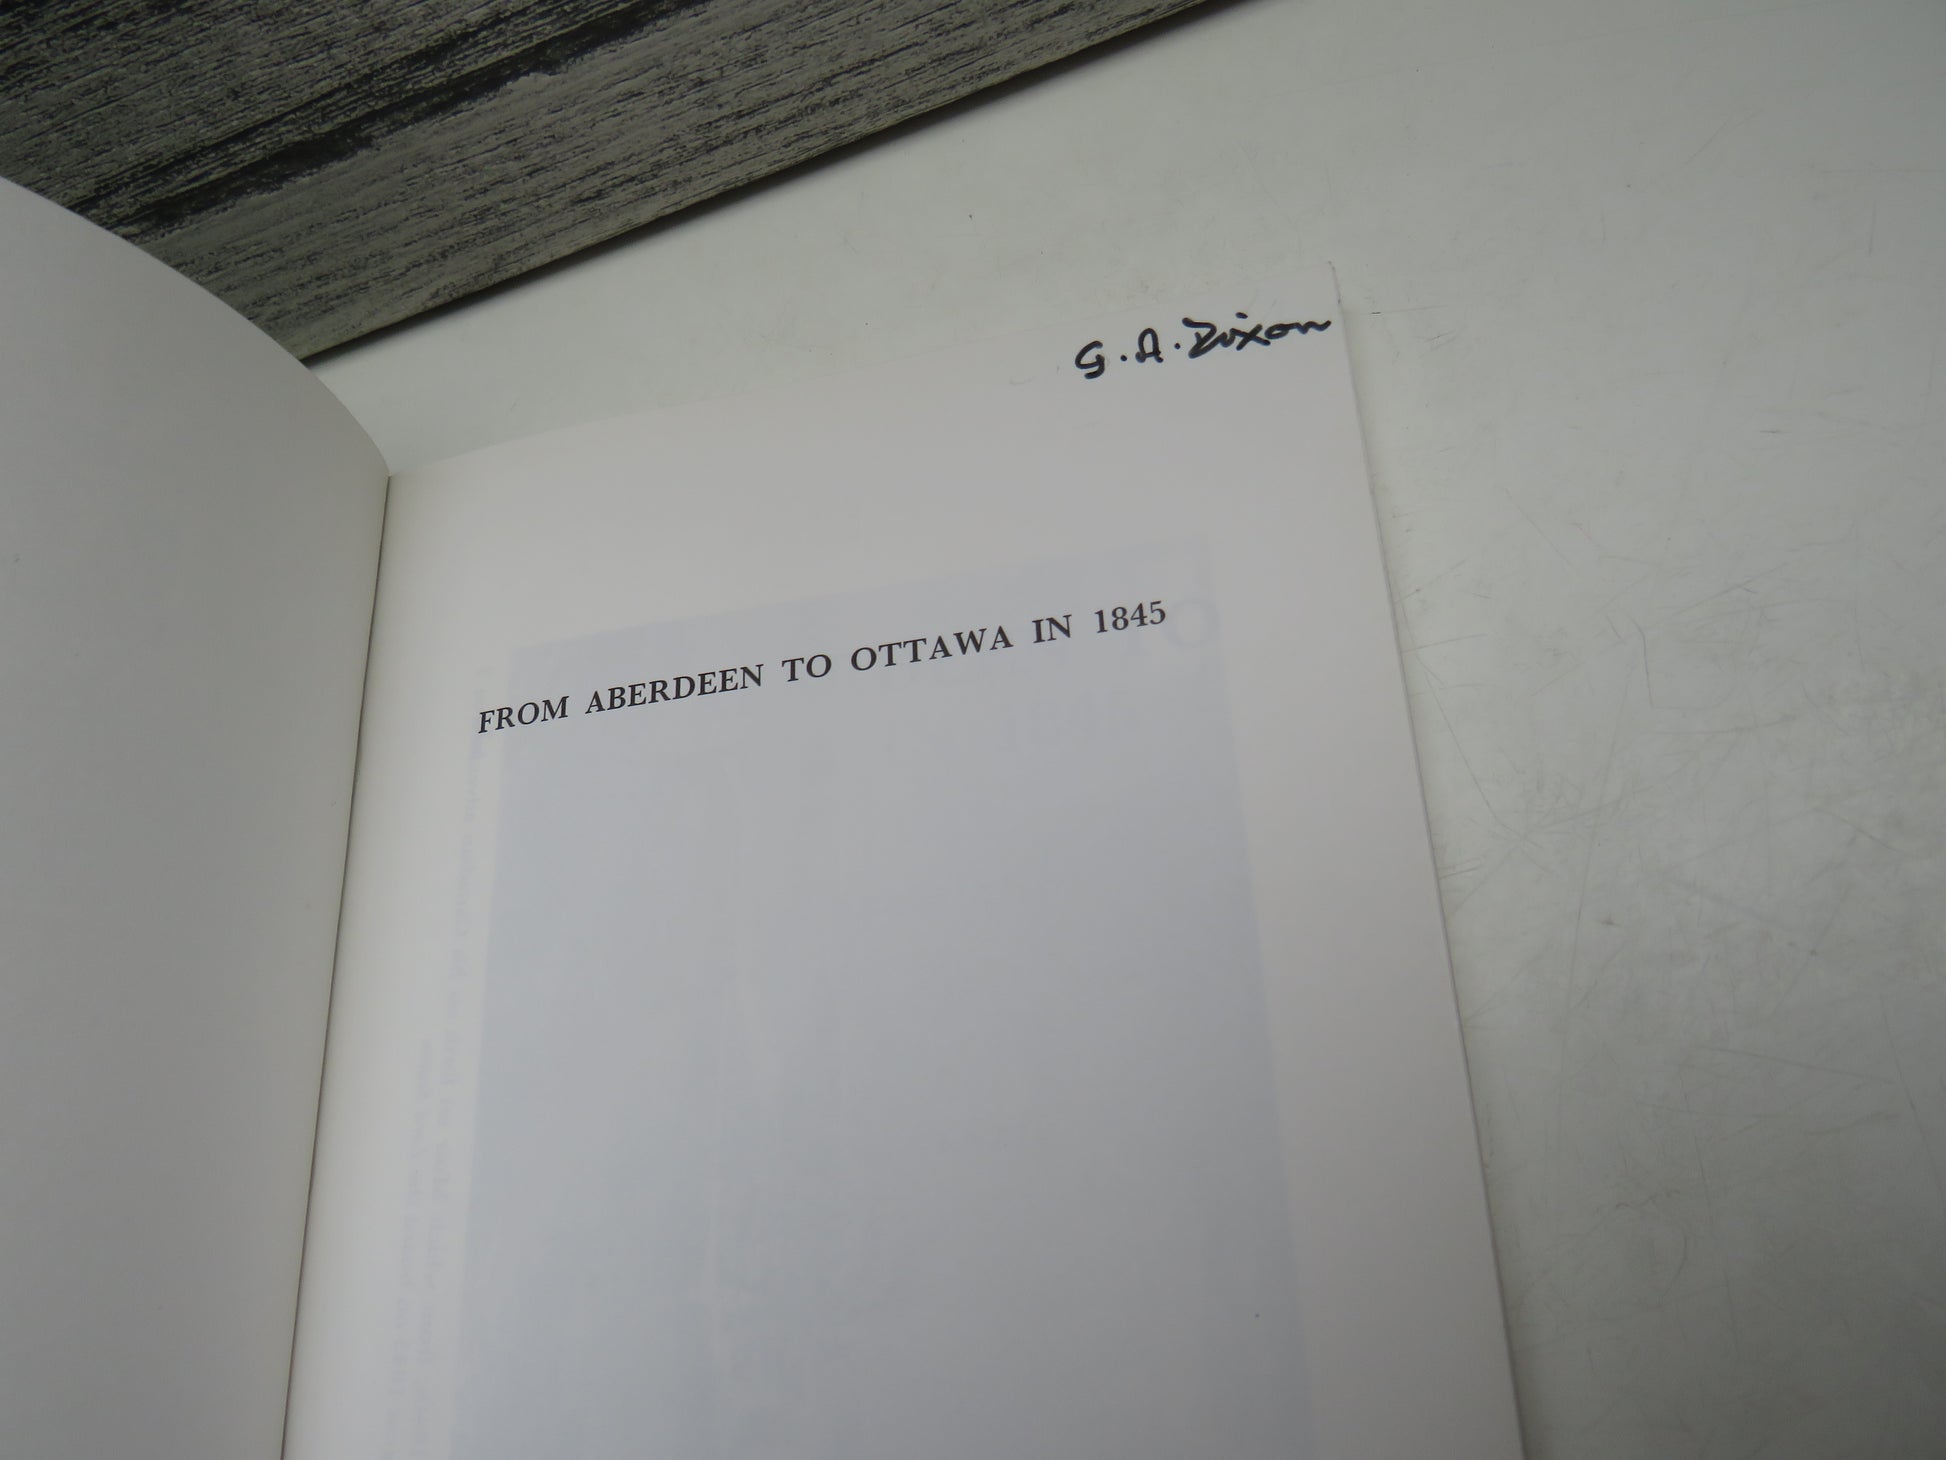 G. A. Dixon
FROM ABERDEEN TO OTTAWA IN 1845